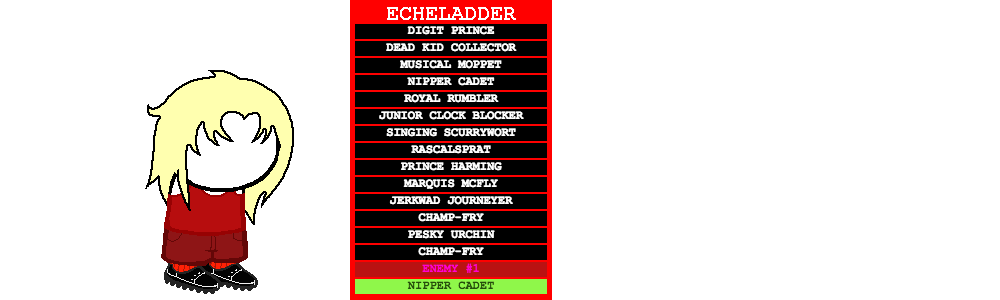 ECHELADDER
DIGIT PRINCE
DEAD KID COLLECTOR
MUSICAL MOPPET
NIPPER CADET
ROYAL RUMBLER
JUNIOR CLOCK BLOCKER
SINGING SCURRYWORT
RASCALSPRAT
PRINCE HARMING
MARQUIS MCFLY
JERKWAD JOURNEYER
CHAMP-FRY
PESKY URCHIN
CHAMP-FRY
ENEMY #1
NIPPER CADET